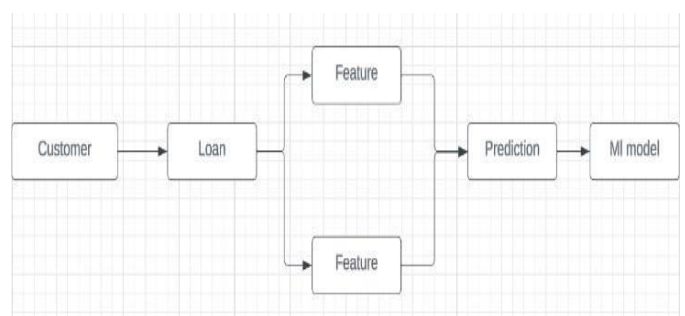 Customer
Loan
Feature
Feature
Prediction
Ml model